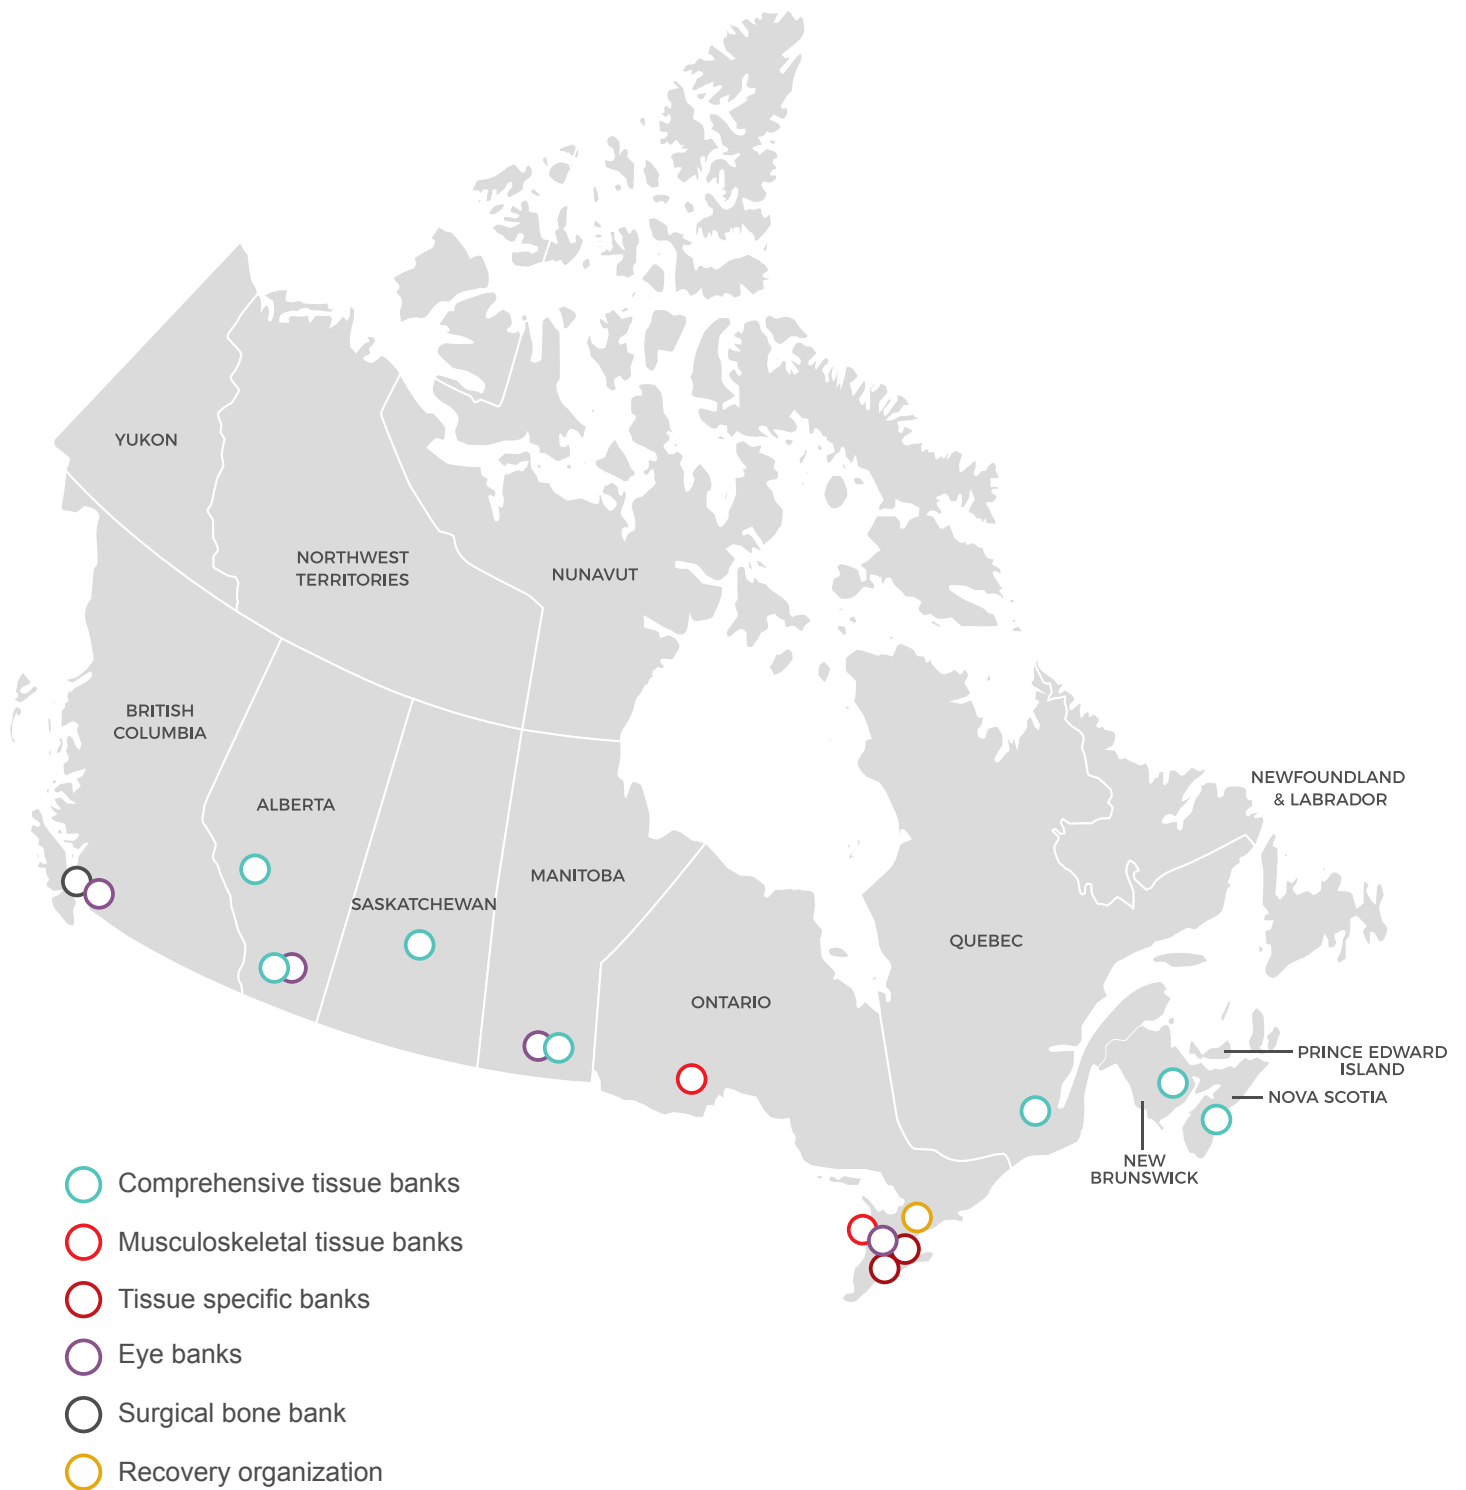 YUKON
NORTHWEST
TERRITORIES
NUNAVUT
BRITISH
COLUMBIA
ALBERTA
SASKATCHEWAN
MANITOBA
ONTARIO
QUEBEC
NEWFOUNDLAND
& LABRADOR
PRINCE EDWARD
ISLAND
NOVA SCOTIA
NEW
BRUNSWICK
Comprehensive tissue banks
Musculoskeletal tissue banks
Tissue specific banks
Eye banks
Surgical bone bank
Recovery organization